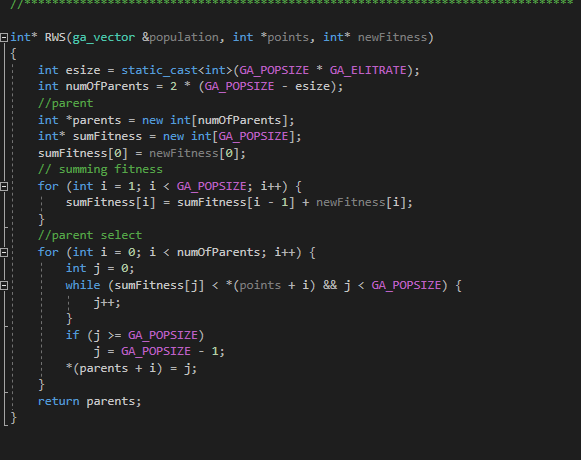 //*******************************************************************************
int* RWS(ga_vector &population, int *points, int* newFitness)
{
    int esize = static_cast<int>(GA_POPSIZE * GA_ELITRATE);
    int numOfParents = 2 * (GA_POPSIZE - esize);
    //parent
    int *parents = new int[numOfParents];
    int* sumFitness = new int[GA_POPSIZE];
    sumFitness[0] = newFitness[0];
    // summing fitness
    for (int i = 1; i < GA_POPSIZE; i++) {
        sumFitness[i] = sumFitness[i - 1] + newFitness[i];
    }
    //parent select
    for (int i = 0; i < numOfParents; i++) {
        int j = 0;
        while (sumFitness[j] < *(points + i) && j < GA_POPSIZE) {
            j++;
        }
        if (j >= GA_POPSIZE)
            j = GA_POPSIZE - 1;
        *(parents + i) = j;
    }
    return parents;
}